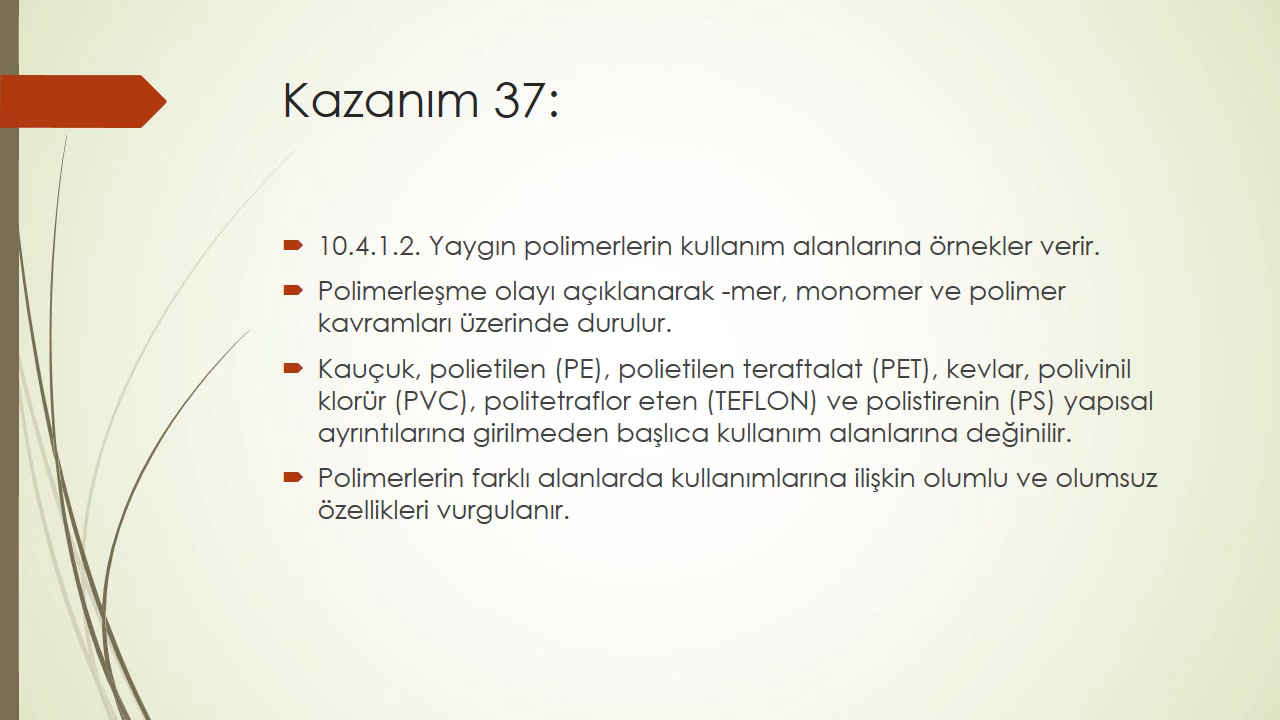 Kazanım 37:
10.4.1.2. Yaygın polimerlerin kullanım alanlarına örnekler verir.
Polimerleşme olayı açıklanarak -mer, monomer ve polimer
kavramları üzerinde durulur.
Kauçuk, polietilen (PE), polietilen teraftalat (PET), kevlar, polivinil
klorür (PVC), politetraflor eten (TEFLON) ve polistirenin (PS) yapısal
ayrıntılarına girilmeden başlıca kullanım alanlarına değinilir.
Polimerlerin farklı alanlarda kullanımlarına ilişkin olumlu ve olumsuz
özellikleri vurgulanır.